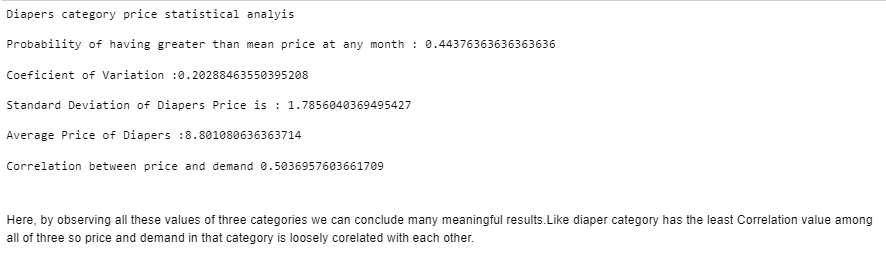 Diapers category price statistical analyis
Probability of having greater than mean price at any month : 0.44376363636363636
Coeficient of Variation :0.20288463550395208
Standard Deviation of Diapers Price is : 1.7856040369495427
Average Price of Diapers :8.801080636363714
Correlation between price and demand 0.5036957603661709
Here, by observing all these values of three categories we can conclude many meaningful results.Like diaper category has the least Correlation value among
all of three so price and demand in that category is loosely corelated with each other.